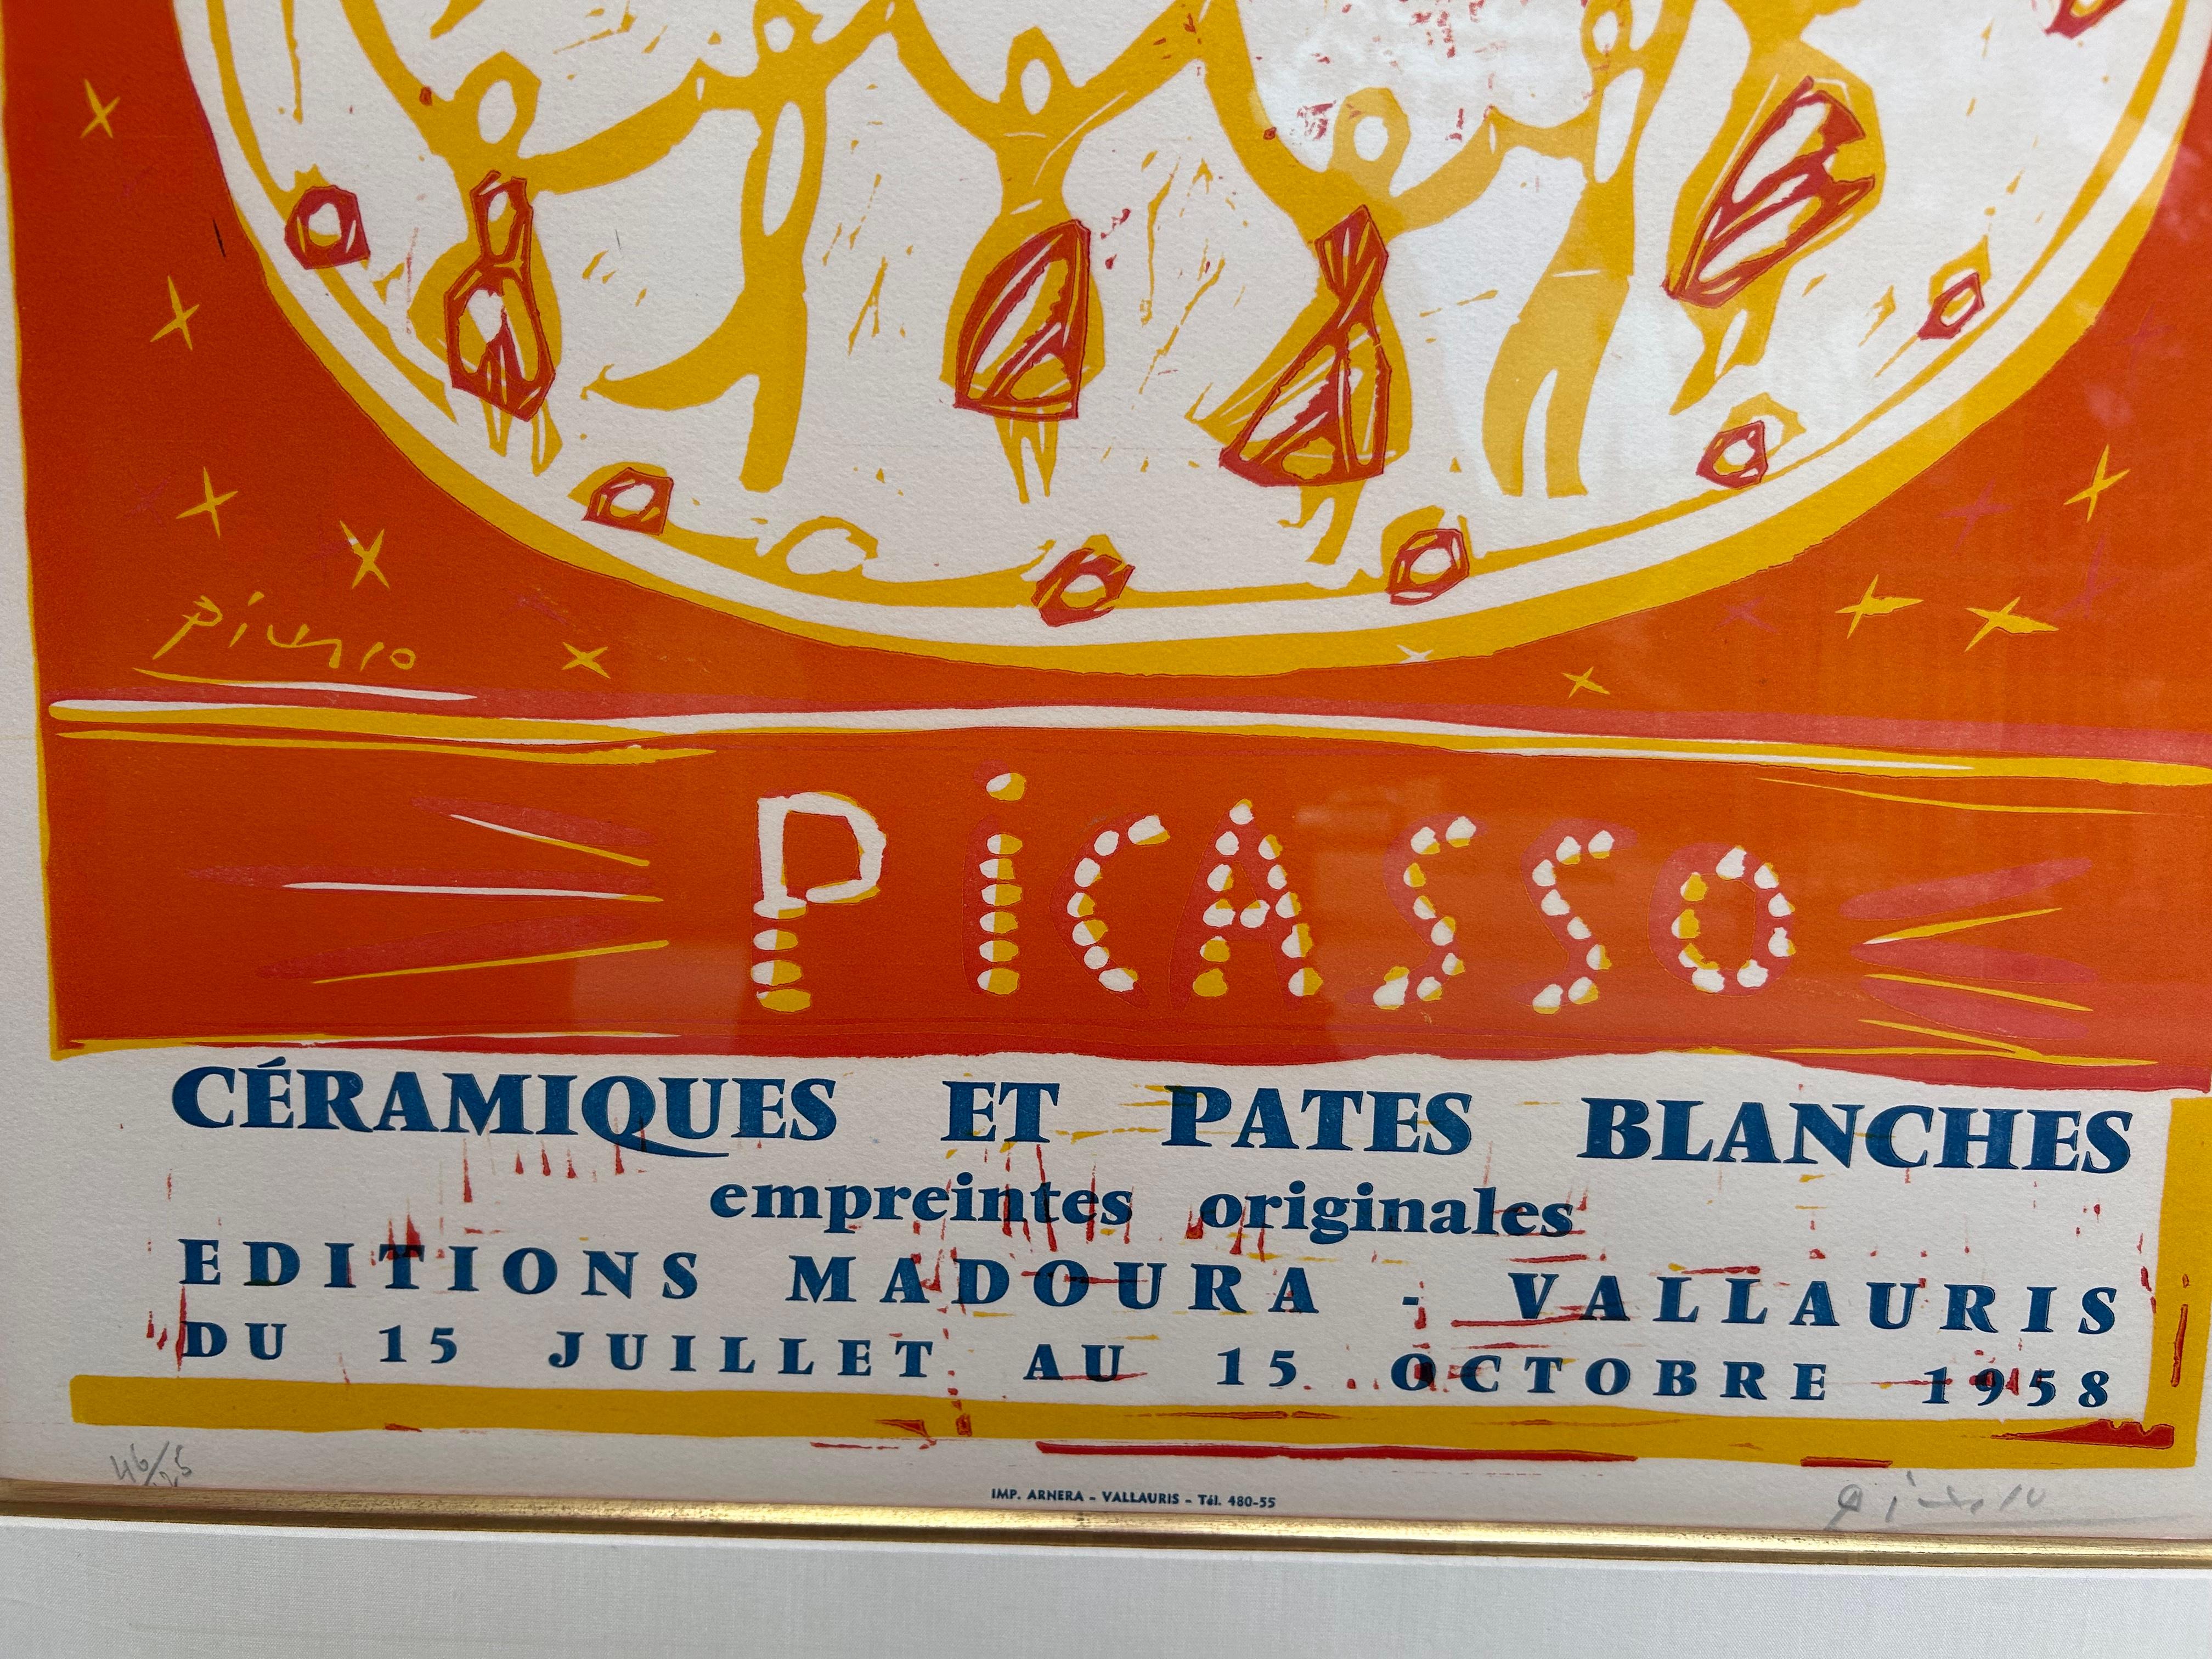 Picasso
PiCASSO
CÉRAMIQUES ET PATES BLANCHES
empreintes originales
EDITIONS MADOURA - VALLAURIS
DU 15 JUILLET AU 15 OCTOBRE 1958
IMP. ARNERA - VALLAURIS - Tél. 480-55
Picasso